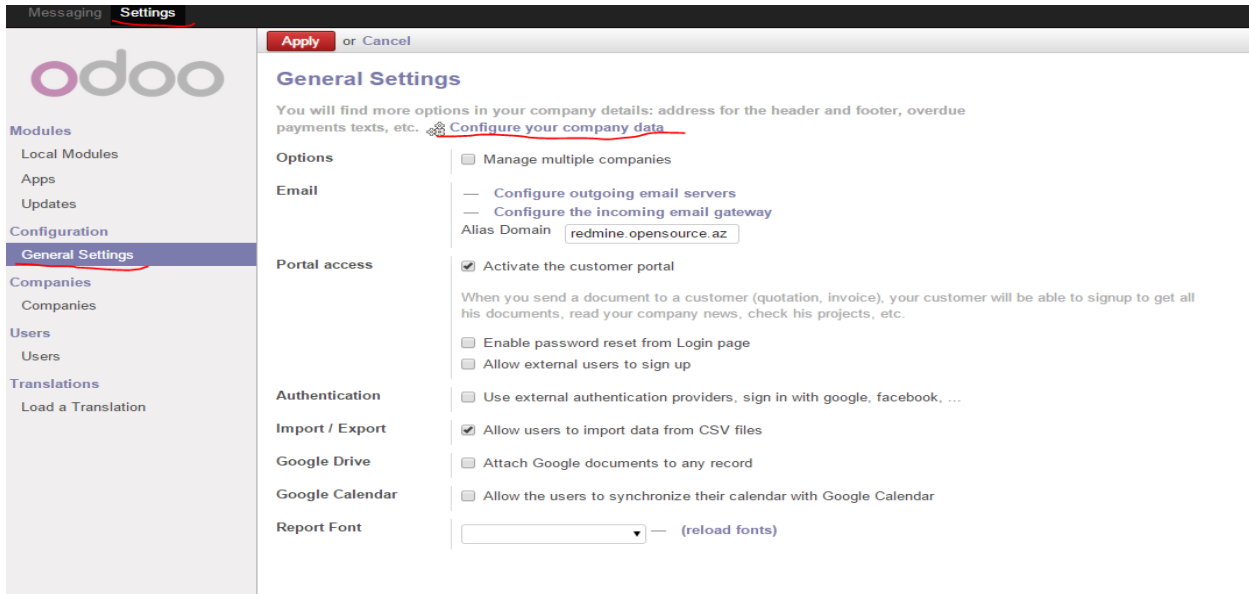 Messaging Settings
Apply or Cancel
odoo
Modules
Local Modules
Apps
Updates
Configuration
General Settings
Companies
Companies
Users
Users
Translations
Load a Translation
General Settings
You will find more options in your company details: address for the header and footer, overdue
payments texts, etc. Configure your company data
Options Manage multiple companies
Email — Configure outgoing email servers
— Configure the incoming email gateway
Alias Domain redmine.opensource.az
Portal access Activate the customer portal
When you send a document to a customer (quotation, invoice), your customer will be able to signup to get all
his documents, read your company news, check his projects, etc.
Enable password reset from Login page
Allow external users to sign up
Authentication Use external authentication providers, sign in with google, facebook, ...
Import / Export Allow users to import data from CSV files
Google Drive Attach Google documents to any record
Google Calendar Allow the users to synchronize their calendar with Google Calendar
Report Font — (reload fonts)